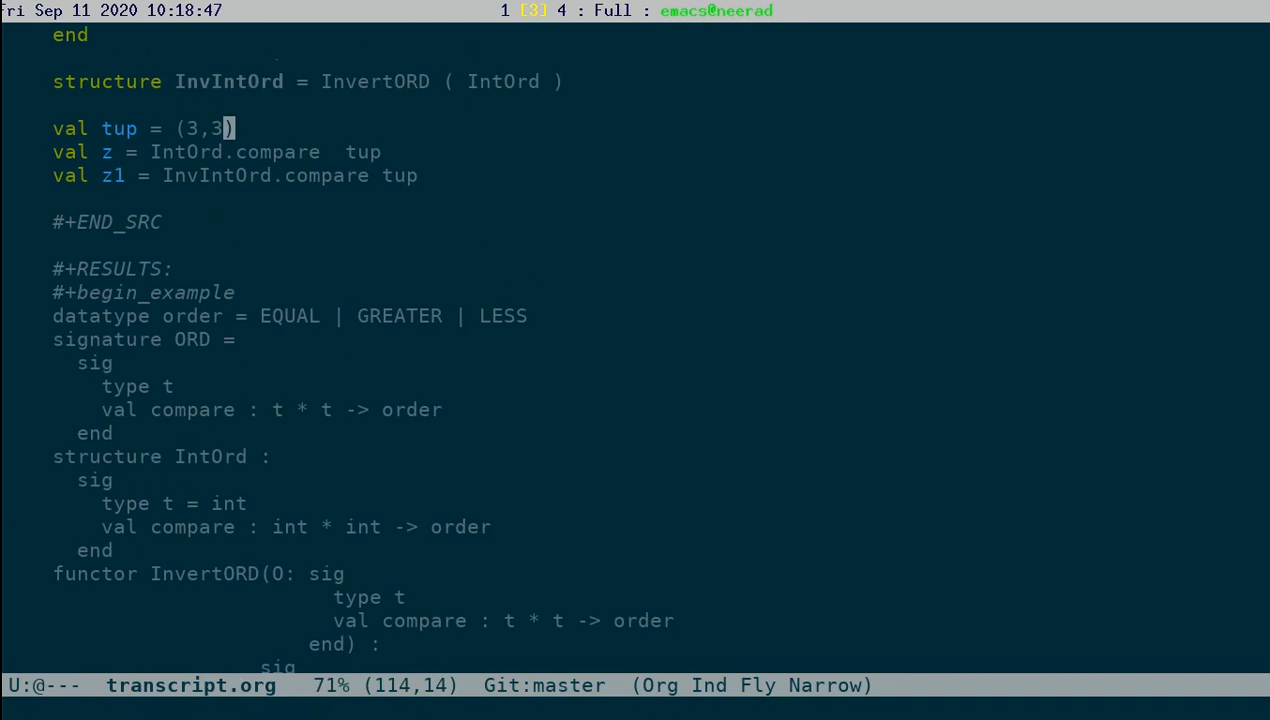 Fri Sep 11 2020 10:18:47 1 [3] 4 : Full : emacs@neerad
end
structure InvIntOrd = InvertORD ( IntOrd )
val tup = (3,3)
val z = IntOrd.compare  tup
val z1 = InvIntOrd.compare tup
#+END_SRC
#+RESULTS:
#+begin_example
datatype order = EQUAL | GREATER | LESS
signature ORD =
  sig
    type t
    val compare : t * t -> order
  end
structure IntOrd :
  sig
    type t = int
    val compare : int * int -> order
  end
functor InvertORD(O: sig
                       type t
                       val compare : t * t -> order
                     end) :
                 sig
U:@---  transcript.org   71% (114,14)  Git:master  (Org Ind Fly Narrow)